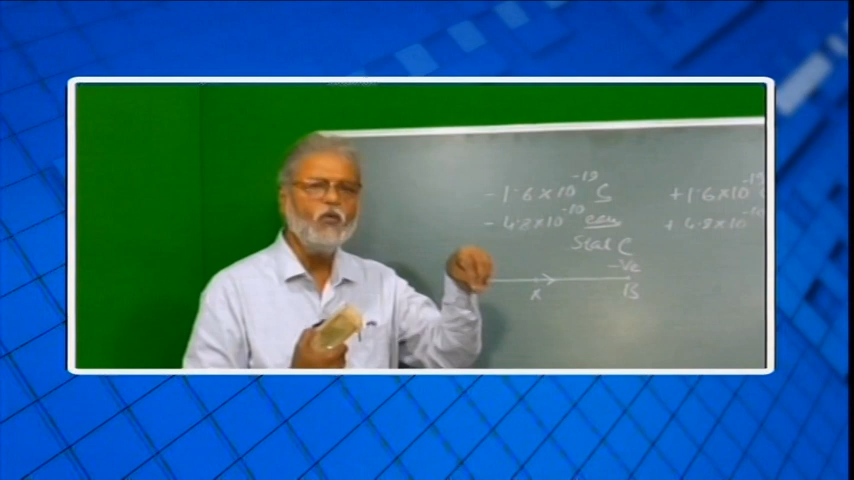 -1.6×10⁻¹⁹ C +1.6×10⁻¹⁹ C
-4.8×10⁻¹⁰ esu +4.8×10⁻¹⁰
Stat C
-Ve
A B